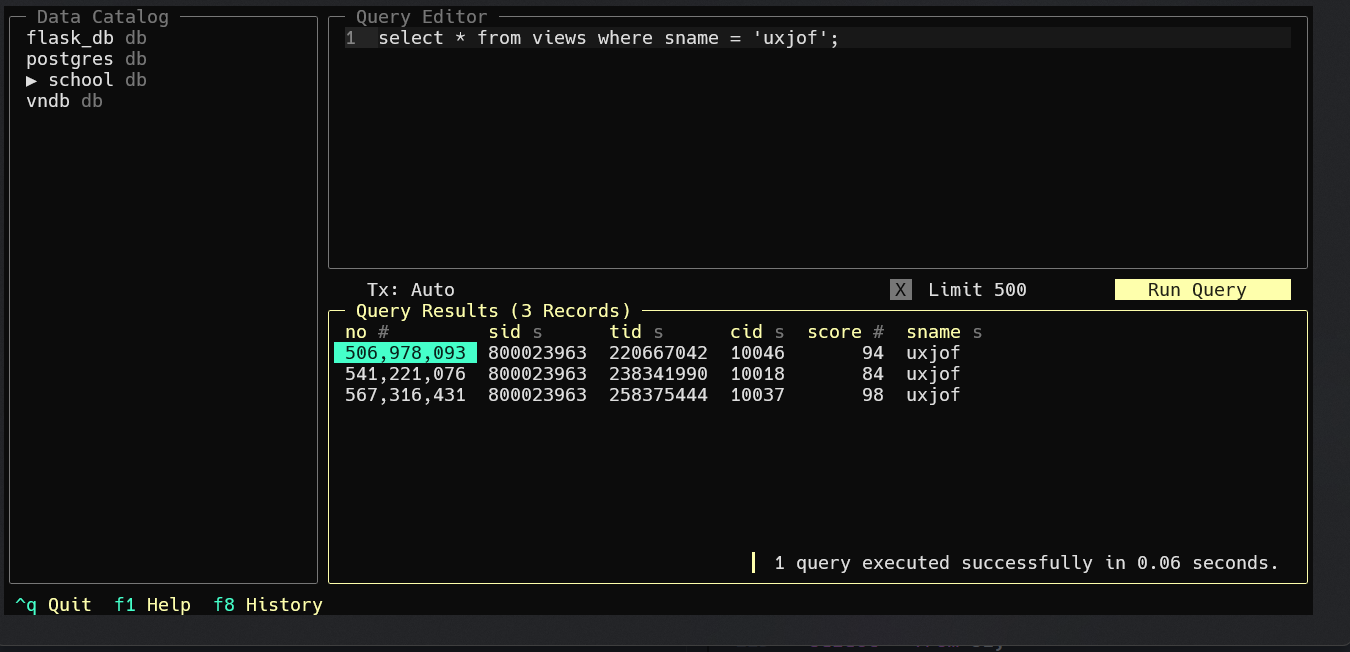 Data Catalog
flask_db db
postgres db
▶ school db
vndb db
Query Editor
1 select * from views where sname = 'uxjof';
Tx: Auto
X Limit 500
Run Query
Query Results (3 Records)
no # sid s tid s cid s score # sname s
506,978,093 800023963 220667042 10046 94 uxjof
541,221,076 800023963 238341990 10018 84 uxjof
567,316,431 800023963 258375444 10037 98 uxjof
1 query executed successfully in 0.06 seconds.
^q Quit f1 Help f8 History